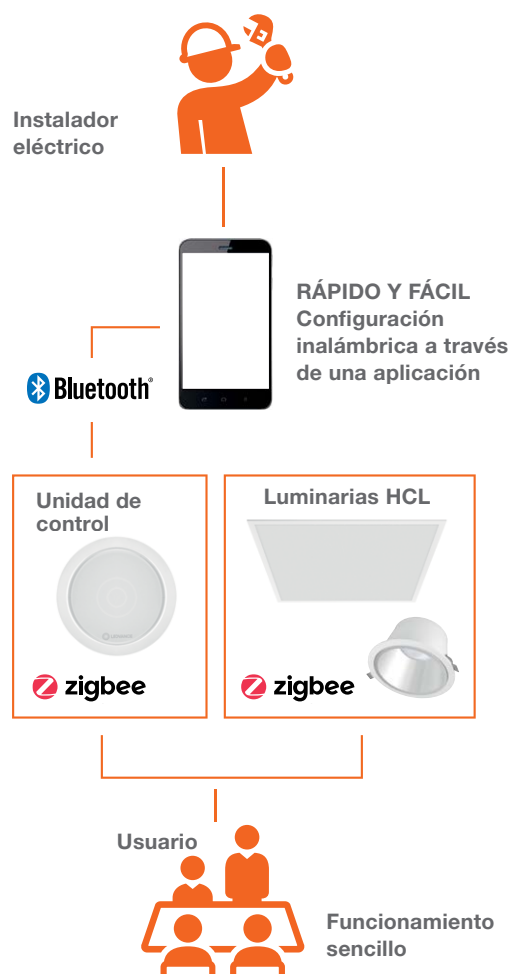 Instalador
eléctrico
RÁPIDO Y FÁCIL
Configuración
inalámbrica a través
de una aplicación
Bluetooth®
Unidad de
control
Luminarias HCL
zigbee
zigbee
Usuario
Funcionamiento
sencillo